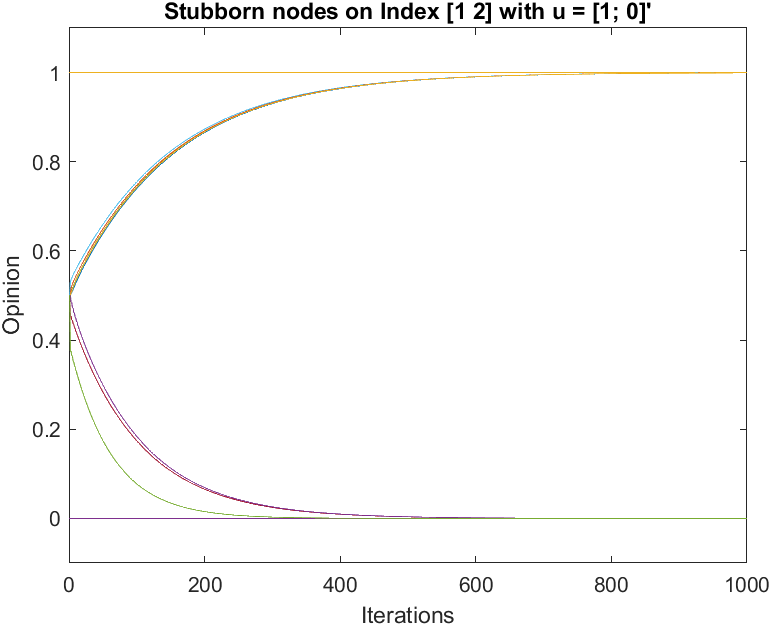 Stubborn nodes on Index [1 2] with u = [1; 0]'
1
0.8
0.6
0.4
0.2
0
Opinion
0 200 400 600 800 1000
Iterations